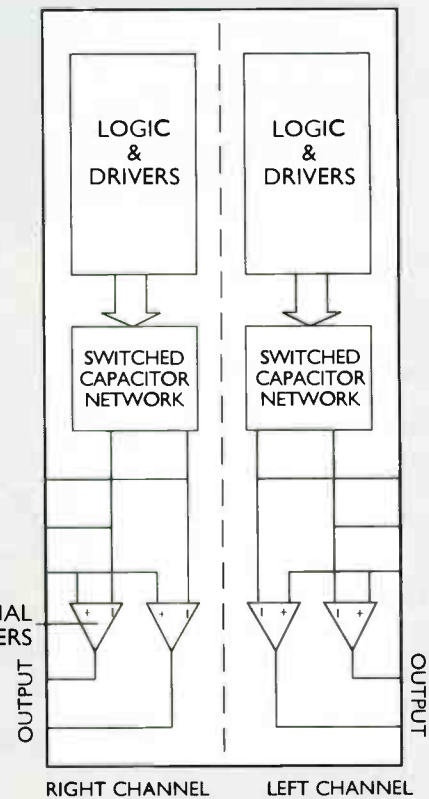 LOGIC
&
DRIVERS
LOGIC
&
DRIVERS
SWITCHED
CAPACITOR
NETWORK
SWITCHED
CAPACITOR
NETWORK
+ -
+ -
- +
- +
OUTPUT
OUTPUT
RIGHT CHANNEL
LEFT CHANNEL